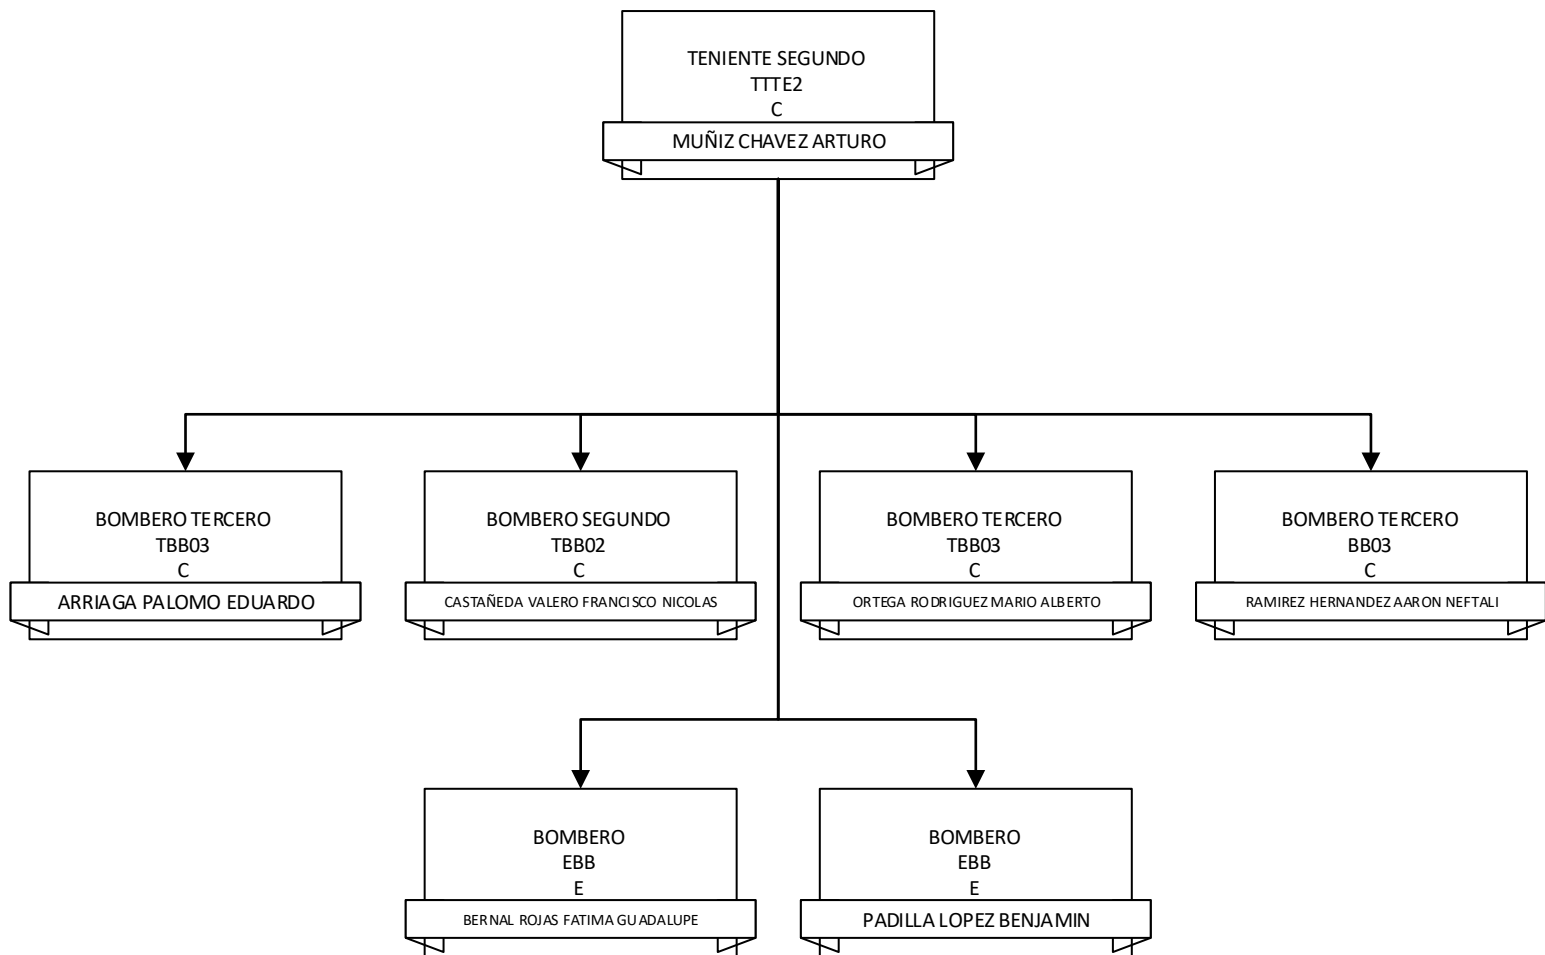 TENIENTE SEGUNDO
TTTE2
C
MUÑIZ CHAVEZ ARTURO
BOMBERO TERCERO
TBB03
C
ARRIAGA PALOMO EDUARDO
BOMBERO SEGUNDO
TBB02
C
CASTAÑEDA VALERO FRANCISCO NICOLAS
BOMBERO TERCERO
TBB03
C
ORTEGA RODRIGUEZ MARIO ALBERTO
BOMBERO TERCERO
BB03
C
RAMIREZ HERNANDEZ AARON NEFTALI
BOMBERO
EBB
E
BERNAL ROJAS FATIMA GUADALUPE
BOMBERO
EBB
E
PADILLA LOPEZ BENJAMIN